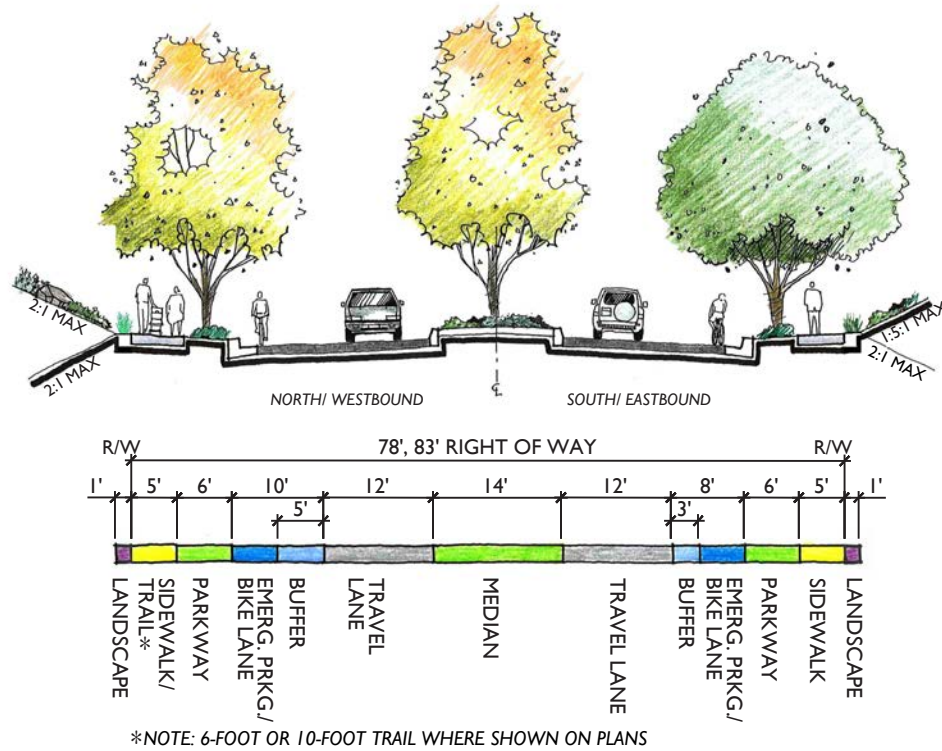 2:1 MAX
2:1 MAX
1:5:1 MAX
2:1 MAX
NORTH/ WESTBOUND
SOUTH/ EASTBOUND
℄
R/W
78', 83' RIGHT OF WAY
R/W
1'
5'
6'
10'
5'
12'
14'
12'
8'
3'
6'
5'
1'
LANDSCAPE
SIDEWALK/
TRAIL*
PARKWAY
EMERG. PRKG./
BIKE LANE
BUFFER
TRAVEL
LANE
MEDIAN
TRAVEL LANE
BUFFER
EMERG. PRKG./
BIKE LANE
PARKWAY
SIDEWALK
LANDSCAPE
*NOTE: 6-FOOT OR 10-FOOT TRAIL WHERE SHOWN ON PLANS